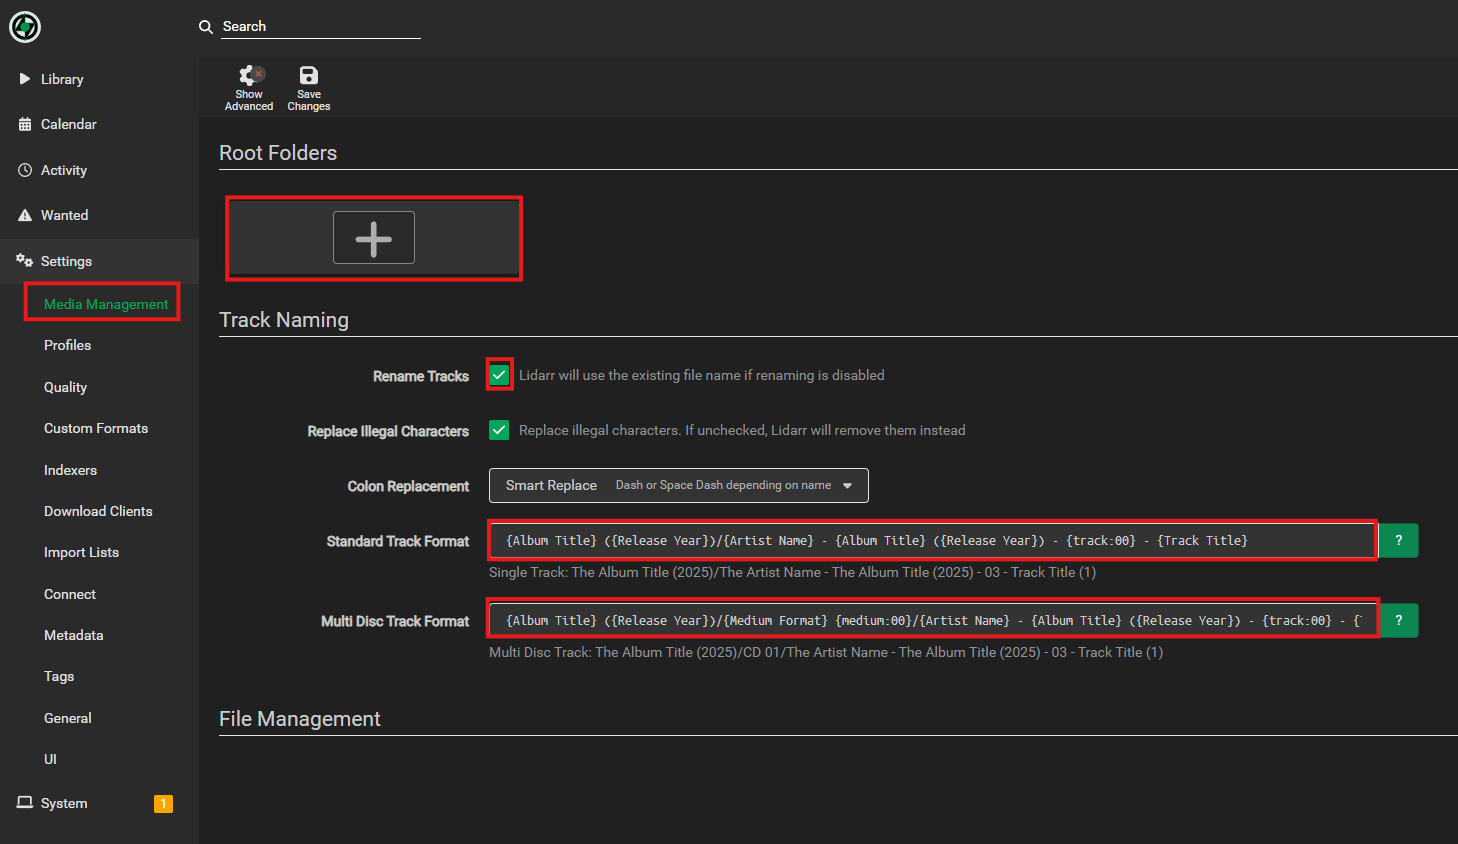 Search
Library
Calendar
Activity
Wanted
Settings
Media Management
Profiles
Quality
Custom Formats
Indexers
Download Clients
Import Lists
Connect
Metadata
Tags
General
UI
System 1
Show
Advanced
Save
Changes
Root Folders
Track Naming
Rename Tracks Lidarr will use the existing file name if renaming is disabled
Replace Illegal Characters Replace illegal characters. If unchecked, Lidarr will remove them instead
Colon Replacement Smart Replace Dash or Space Dash depending on name
Standard Track Format {Album Title} ({Release Year})/{Artist Name} - {Album Title} ({Release Year}) - {track:00} - {Track Title} ?
Single Track: The Album Title (2025)/The Artist Name - The Album Title (2025) - 03 - Track Title (1)
Multi Disc Track Format {Album Title} ({Release Year})/{Medium Format} {medium:00}/{Artist Name} - {Album Title} ({Release Year}) - {track:00} - { ?
Multi Disc Track: The Album Title (2025)/CD 01/The Artist Name - The Album Title (2025) - 03 - Track Title (1)
File Management